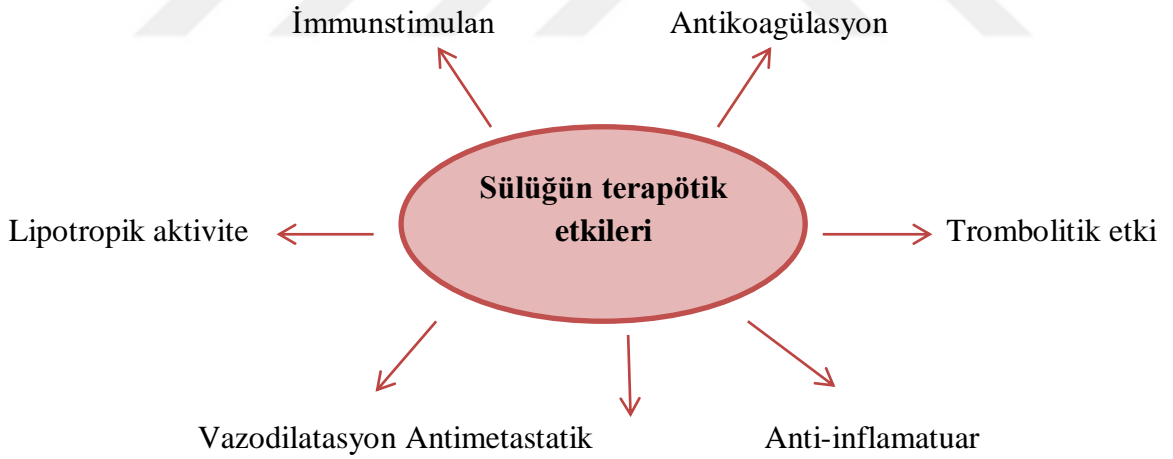 İmmunstimulan Antikoagülasyon
Sülüğün terapötik
etkileri
Lipotropik aktivite Trombolitik etki
Vazodilatasyon Antimetastatik Anti-inflamatuar